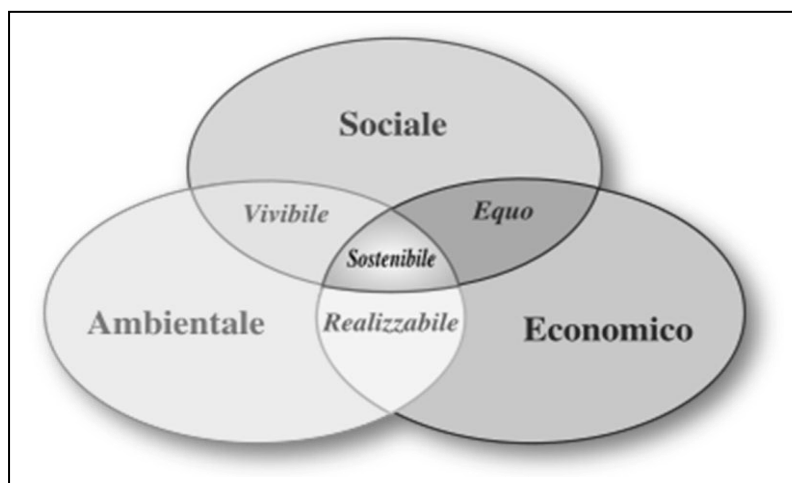 Sociale
Vivibile
Equo
Sostenibile
Ambientale
Realizzabile
Economico